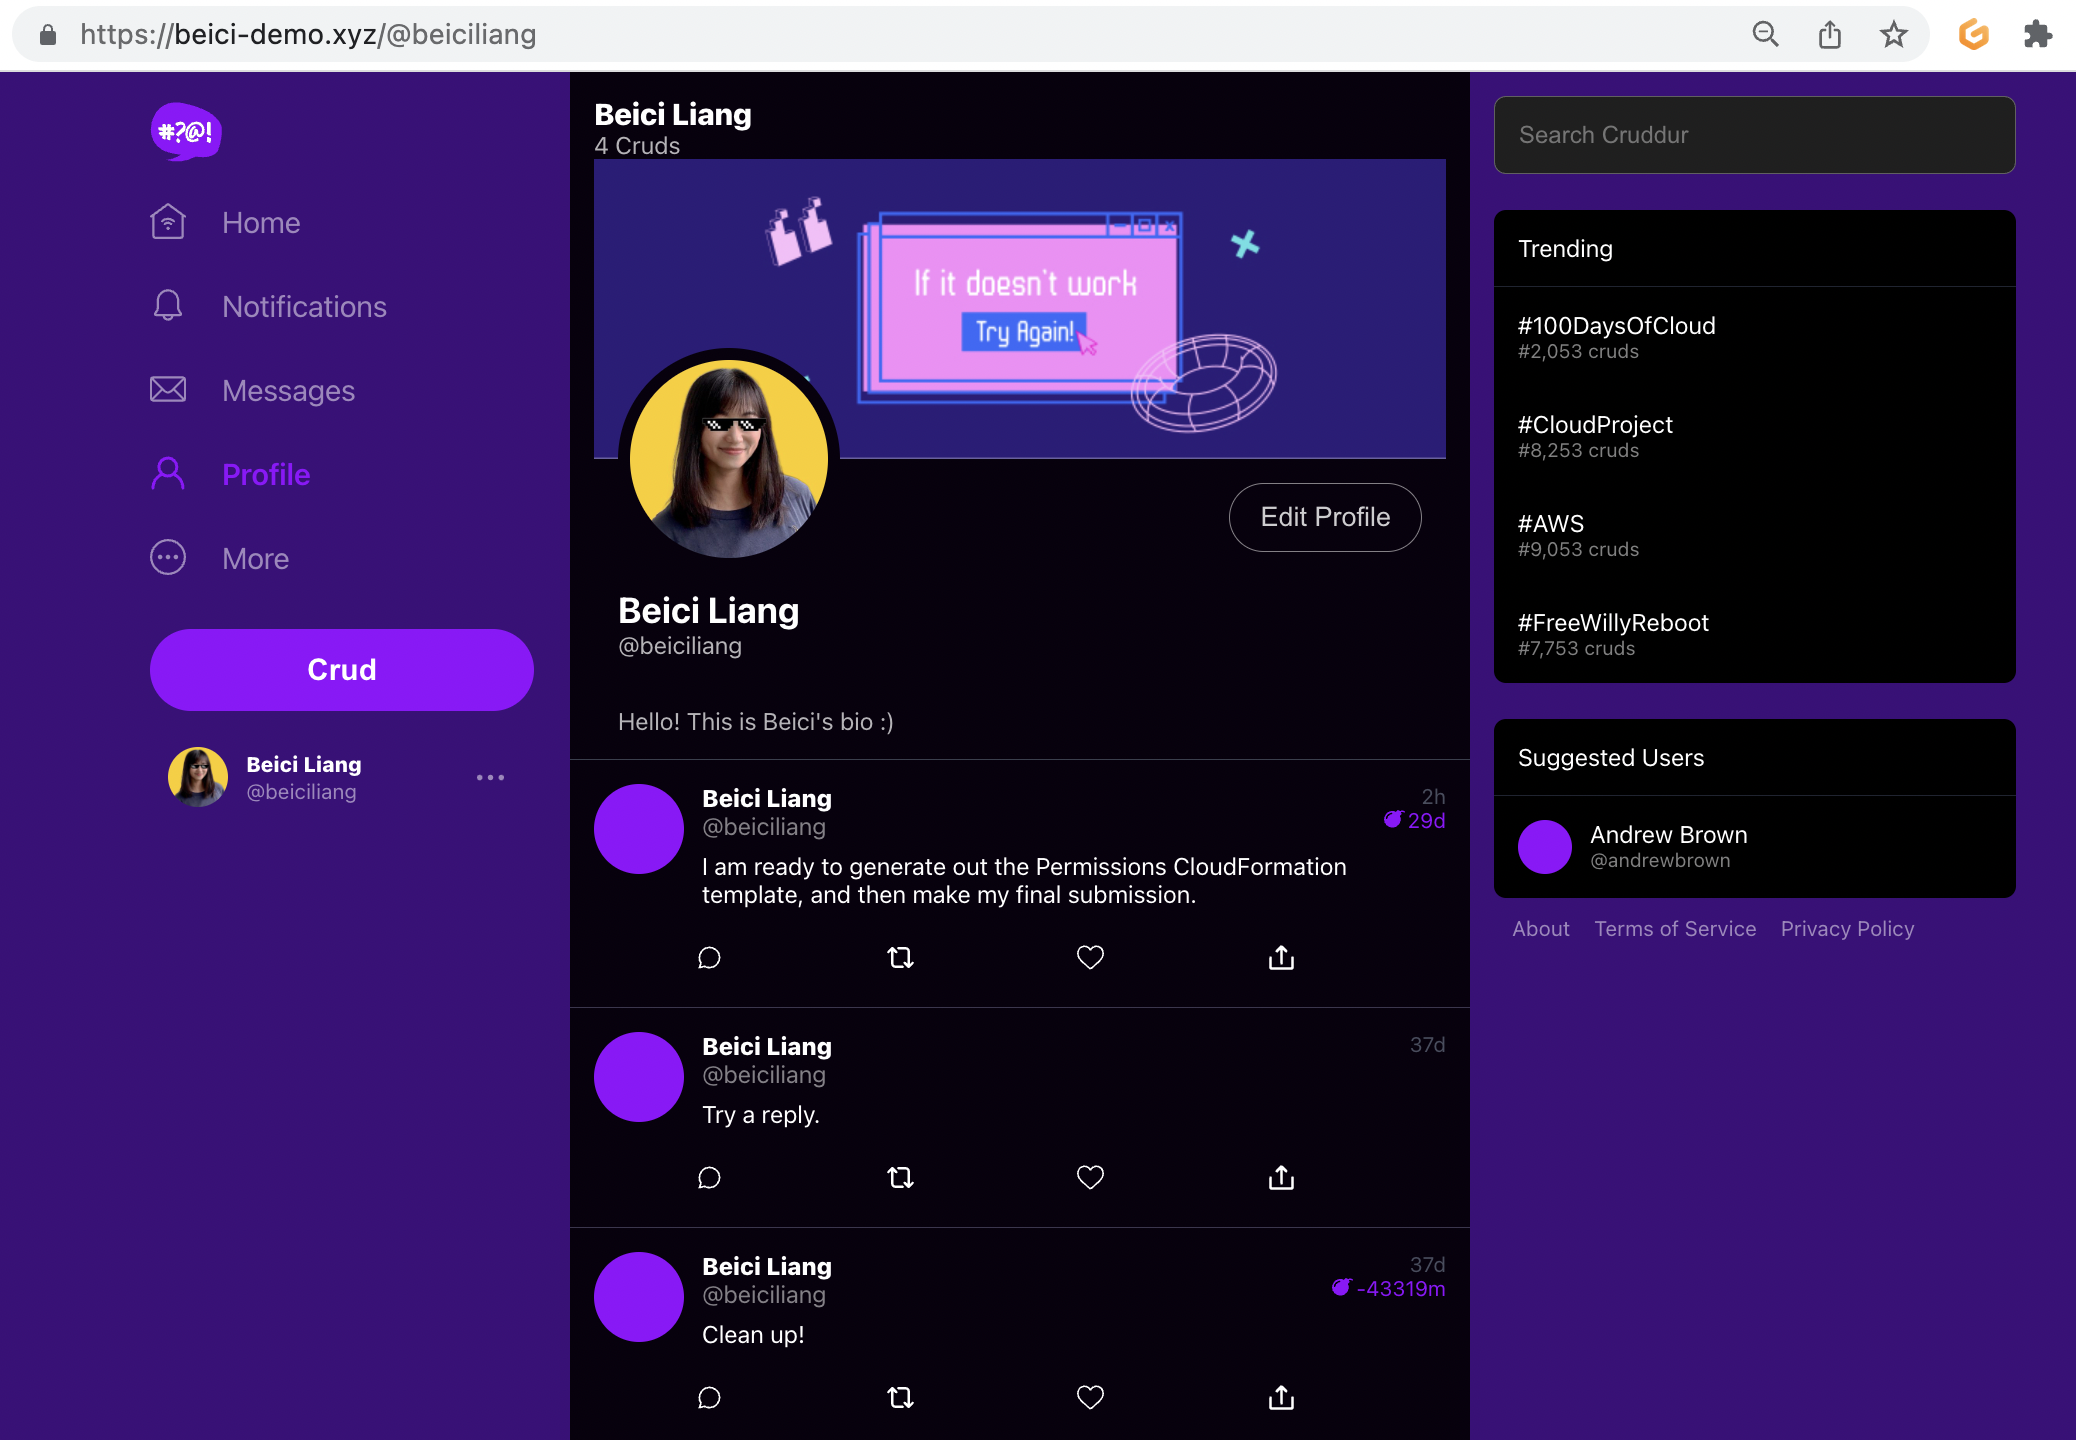 https://beici-demo.xyz/@beiciliang
#?@!
Home
Notifications
Messages
Profile
More
Crud
Beici Liang
@beiciliang
Beici Liang
4 Cruds
If it doesn't work
Try Again!
Edit Profile
Beici Liang
@beiciliang
Hello! This is Beici's bio :)
Beici Liang
2h
@beiciliang
29d
I am ready to generate out the Permissions CloudFormation
template, and then make my final submission.
Beici Liang
37d
@beiciliang
Try a reply.
Beici Liang
37d
@beiciliang
-43319m
Clean up!
Search Cruddur
Trending
#100DaysOfCloud
#2,053 cruds
#CloudProject
#8,253 cruds
#AWS
#9,053 cruds
#FreeWillyReboot
#7,753 cruds
Suggested Users
Andrew Brown
@andrewbrown
About Terms of Service Privacy Policy